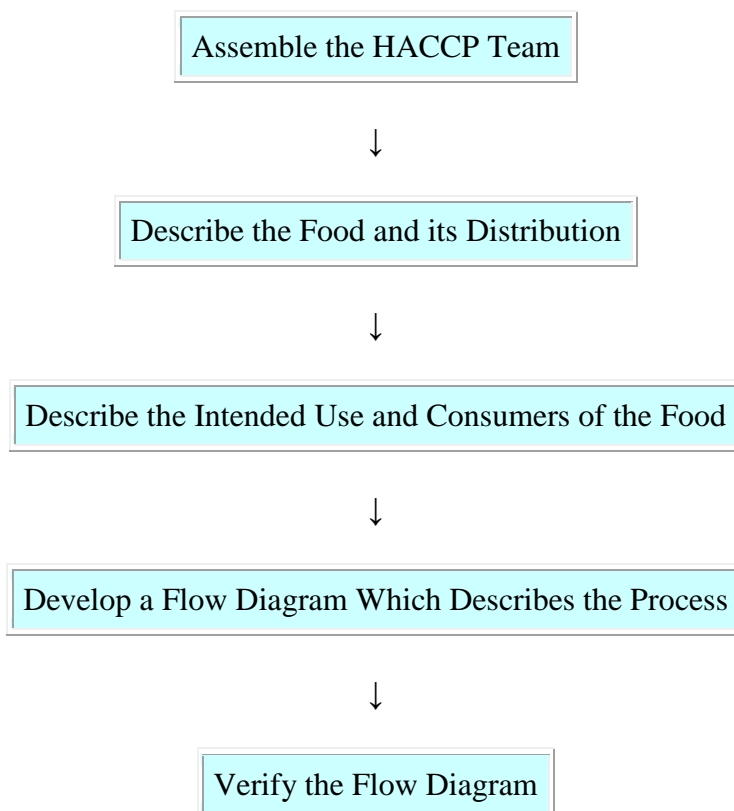 Assemble the HACCP Team
↓
Describe the Food and its Distribution
↓
Describe the Intended Use and Consumers of the Food
↓
Develop a Flow Diagram Which Describes the Process
↓
Verify the Flow Diagram